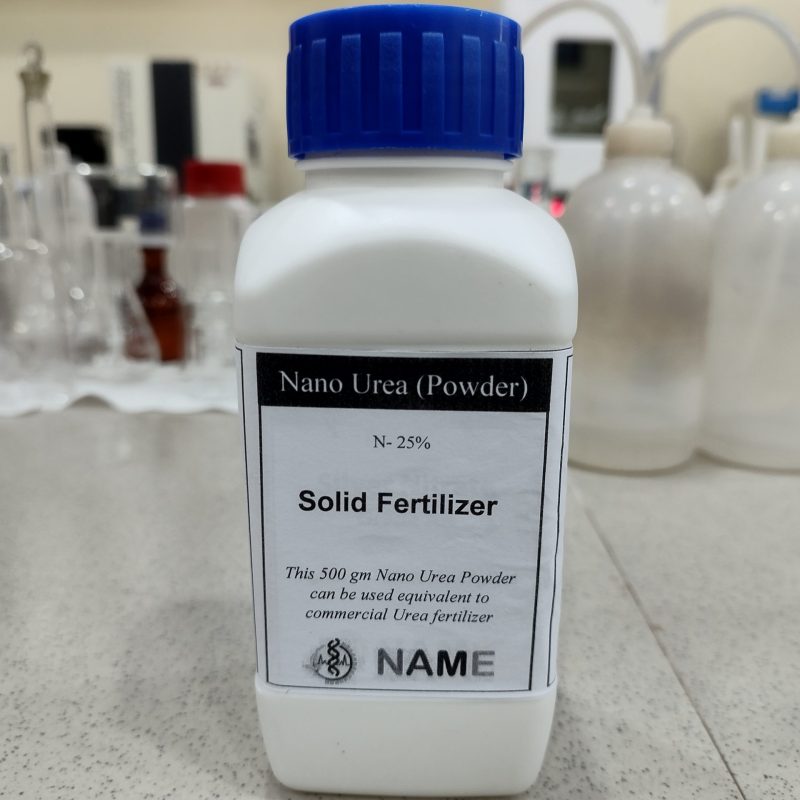 Nano Urea (Powder)
N- 25%
Solid Fertilizer
This 500 gm Nano Urea Powder
can be used equivalent to
commercial Urea fertilizer
NAME